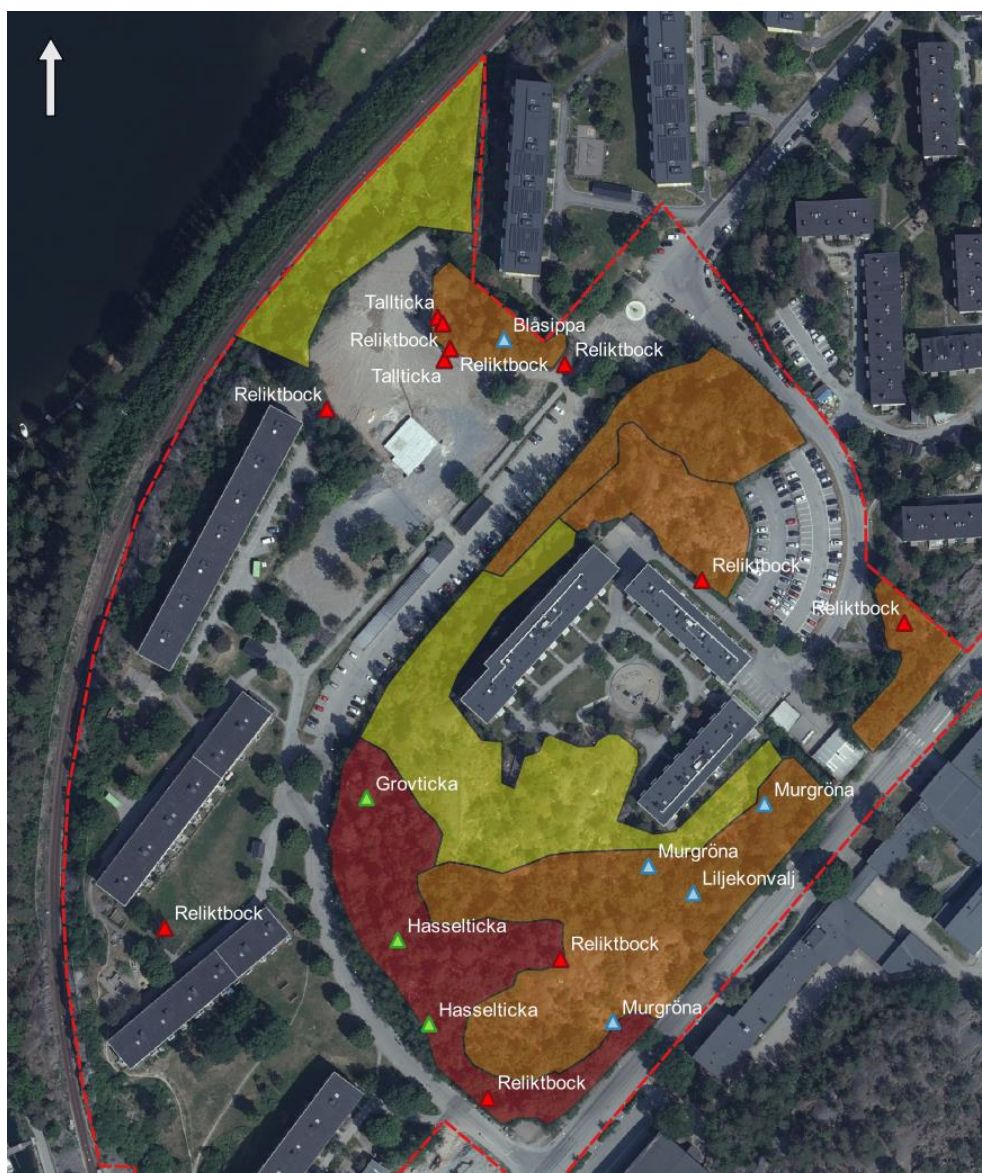 Tallticka
Blåsippa
Reliktbock
Reliktbock
Reliktbock
Tallticka
Reliktbock
Reliktbock
Reliktbock
Grovticka
Murgröna
Murgröna
Liljekonvalj
Reliktbock
Hasselticka
Reliktbock
Hasselticka
Murgröna
Reliktbock